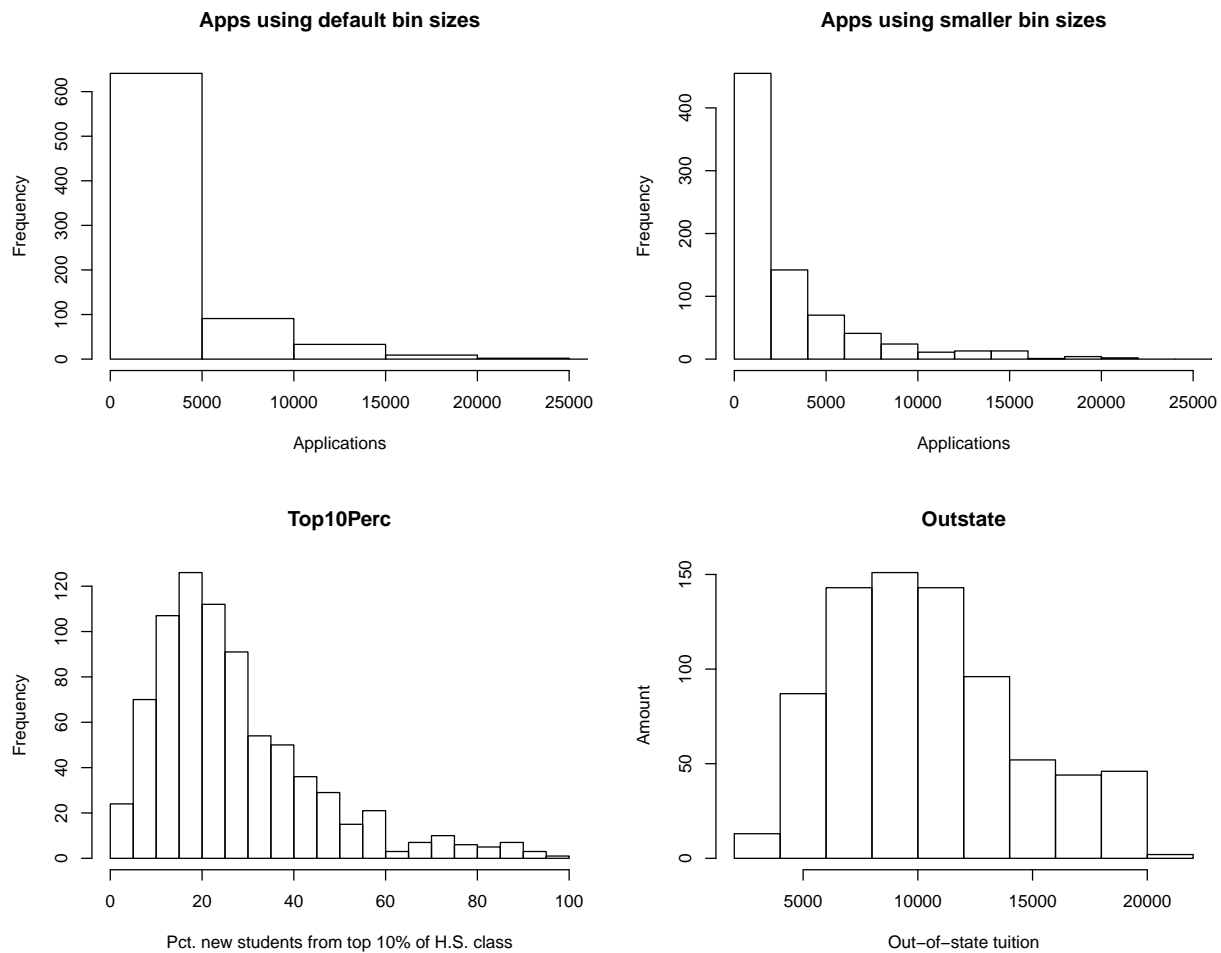 Apps using default bin sizes
Frequency
0 100 200 300 400 500 600
0 5000 10000 15000 20000 25000
Applications
Apps using smaller bin sizes
Frequency
0 100 200 300 400
0 5000 10000 15000 20000 25000
Applications
Top10Perc
Frequency
0 20 40 60 80 100 120
0 20 40 60 80 100
Pct. new students from top 10% of H.S. class
Outstate
Amount
0 50 100 150
5000 10000 15000 20000
Out−of−state tuition